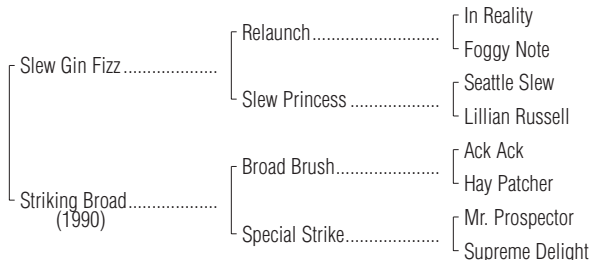 In Reality
Relaunch..........................
Foggy Note
Slew Gin Fizz ....................
Seattle Slew
Slew Princess ...................
Lillian Russell
Ack Ack
Broad Brush......................
Hay Patcher
Striking Broad...................
(1990)
Mr. Prospector
Special Strike....................
Supreme Delight